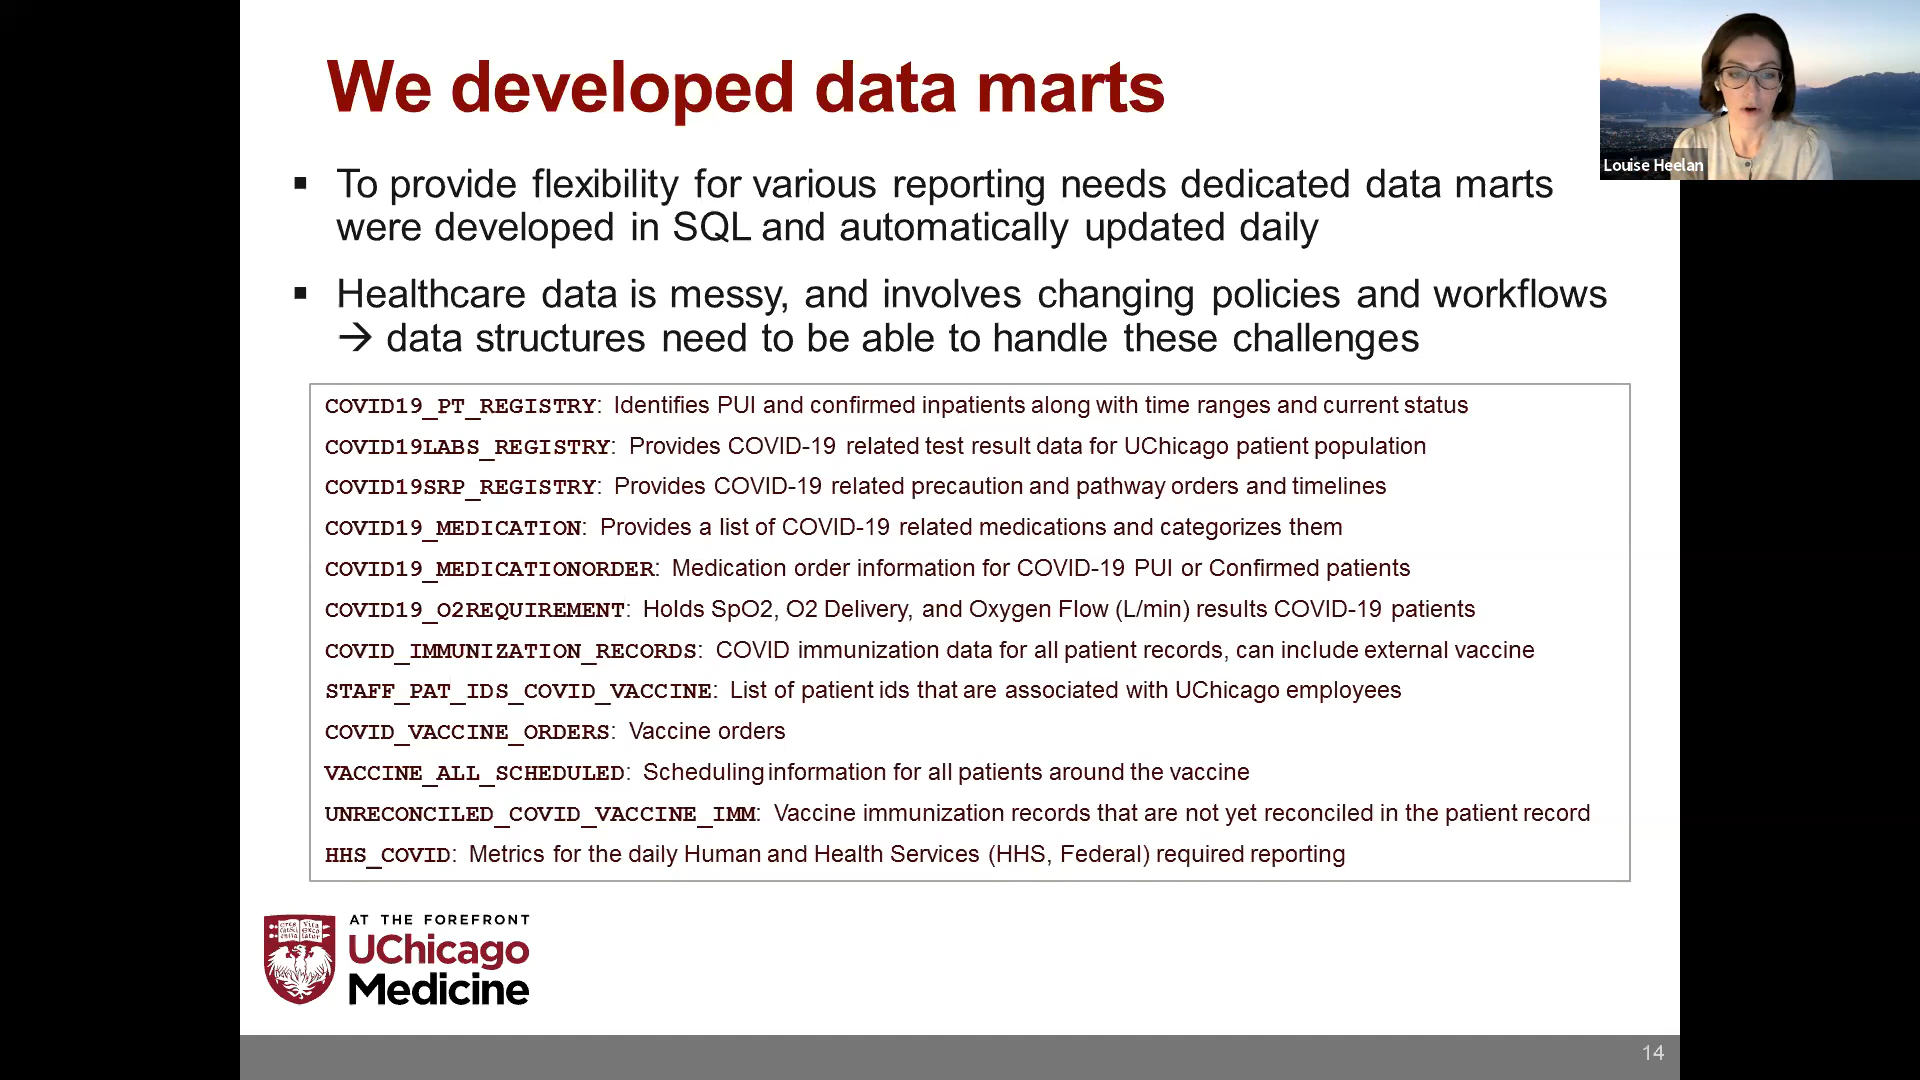 We developed data marts
Louise Heelan
▪ To provide flexibility for various reporting needs dedicated data marts
were developed in SQL and automatically updated daily
▪ Healthcare data is messy, and involves changing policies and workflows
→ data structures need to be able to handle these challenges
COVID19_PT_REGISTRY: Identifies PUI and confirmed inpatients along with time ranges and current status
COVID19LABS_REGISTRY: Provides COVID-19 related test result data for UChicago patient population
COVID19SRP_REGISTRY: Provides COVID-19 related precaution and pathway orders and timelines
COVID19_MEDICATION: Provides a list of COVID-19 related medications and categorizes them
COVID19_MEDICATIONORDER: Medication order information for COVID-19 PUI or Confirmed patients
COVID19_O2REQUIREMENT: Holds SpO2, O2 Delivery, and Oxygen Flow (L/min) results COVID-19 patients
COVID_IMMUNIZATION_RECORDS: COVID immunization data for all patient records, can include external vaccine
STAFF_PAT_IDS_COVID_VACCINE: List of patient ids that are associated with UChicago employees
COVID_VACCINE_ORDERS: Vaccine orders
VACCINE_ALL_SCHEDULED: Scheduling information for all patients around the vaccine
UNRECONCILED_COVID_VACCINE_IMM: Vaccine immunization records that are not yet reconciled in the patient record
HHS_COVID: Metrics for the daily Human and Health Services (HHS, Federal) required reporting
AT THE FOREFRONT
UChicago
Medicine
14